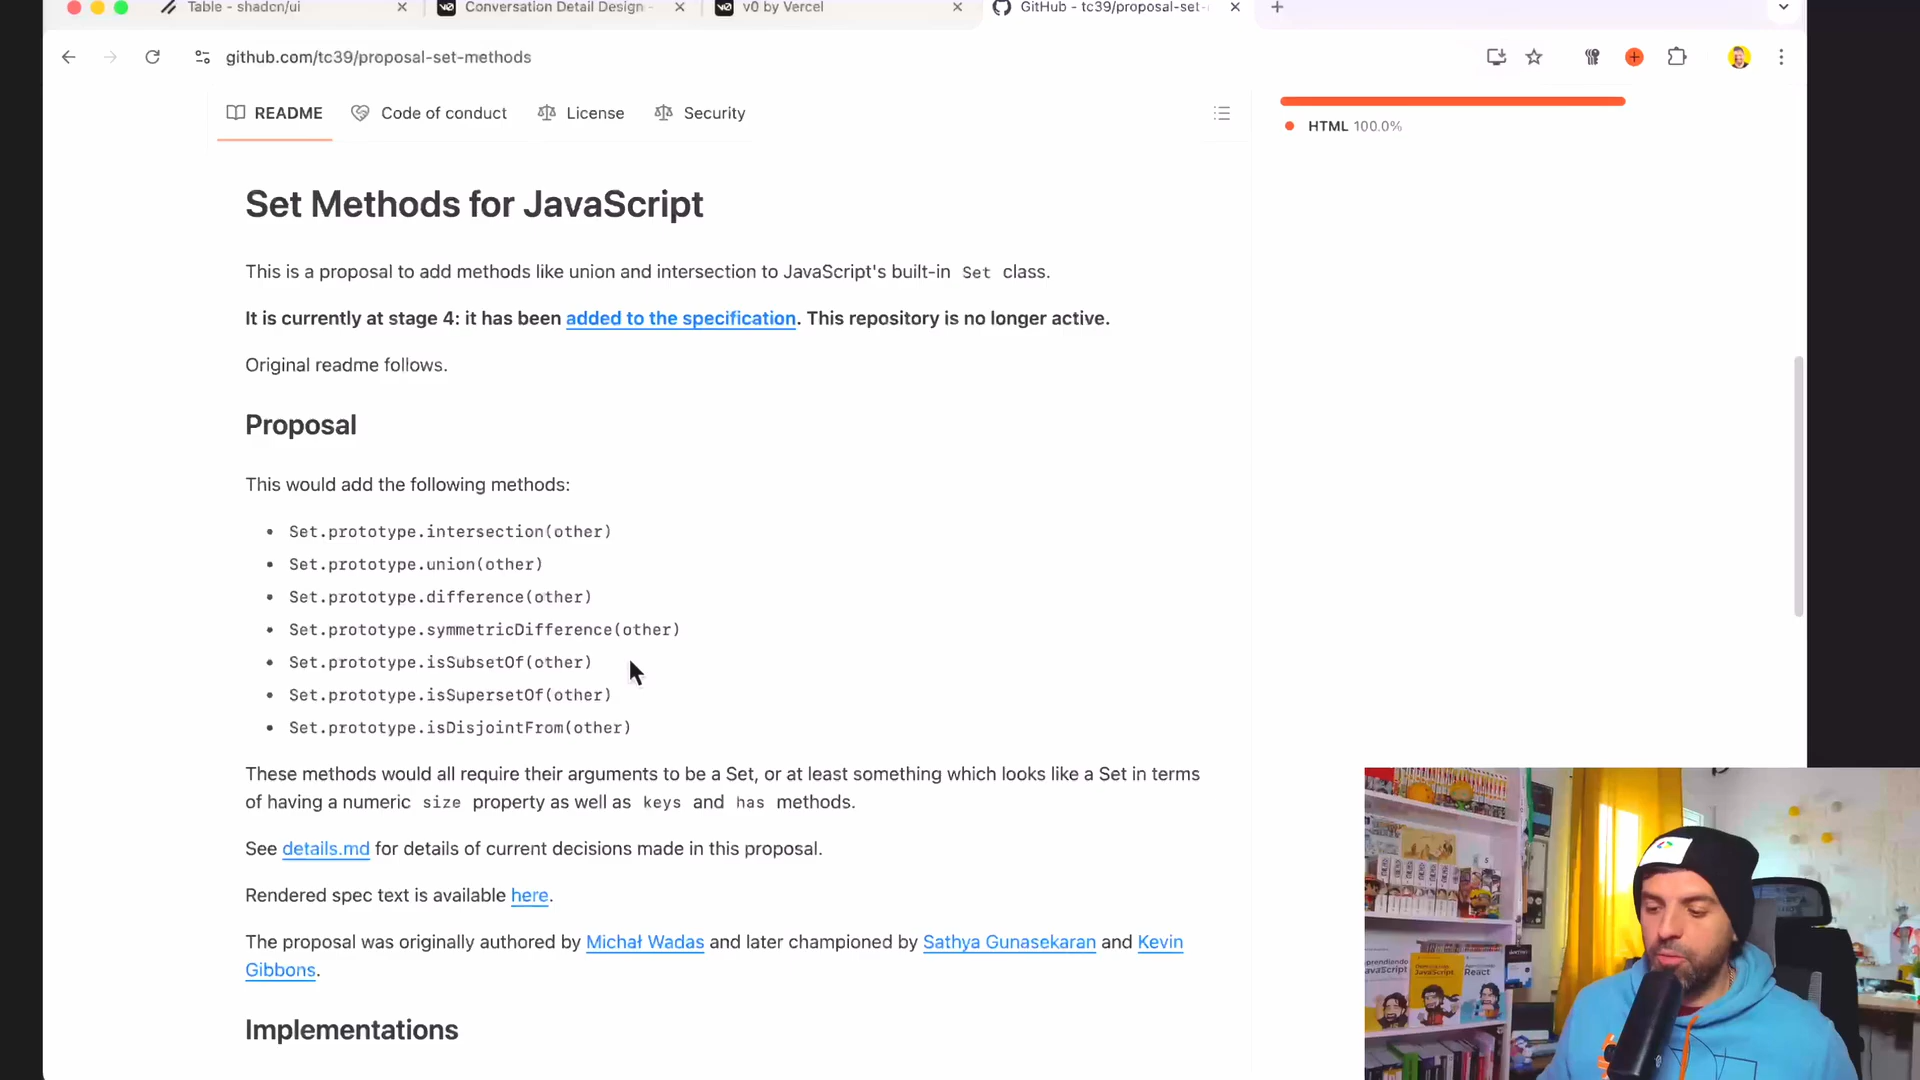 Table - shadcn/ui
Conversation Detail Design -
v0 by Vercel
GitHub - tc39/proposal-set-
github.com/tc39/proposal-set-methods
README
Code of conduct
License
Security
HTML 100.0%
Set Methods for JavaScript
This is a proposal to add methods like union and intersection to JavaScript's built-in Set class.
It is currently at stage 4: it has been added to the specification. This repository is no longer active.
Original readme follows.
Proposal
This would add the following methods:
• Set.prototype.intersection(other)
• Set.prototype.union(other)
• Set.prototype.difference(other)
• Set.prototype.symmetricDifference(other)
• Set.prototype.isSubsetOf(other)
• Set.prototype.isSupersetOf(other)
• Set.prototype.isDisjointFrom(other)
These methods would all require their arguments to be a Set, or at least something which looks like a Set in terms
of having a numeric size property as well as keys and has methods.
See details.md for details of current decisions made in this proposal.
Rendered spec text is available here.
The proposal was originally authored by Michał Wadas and later championed by Sathya Gunasekaran and Kevin
Gibbons.
Implementations
JavaScript
React